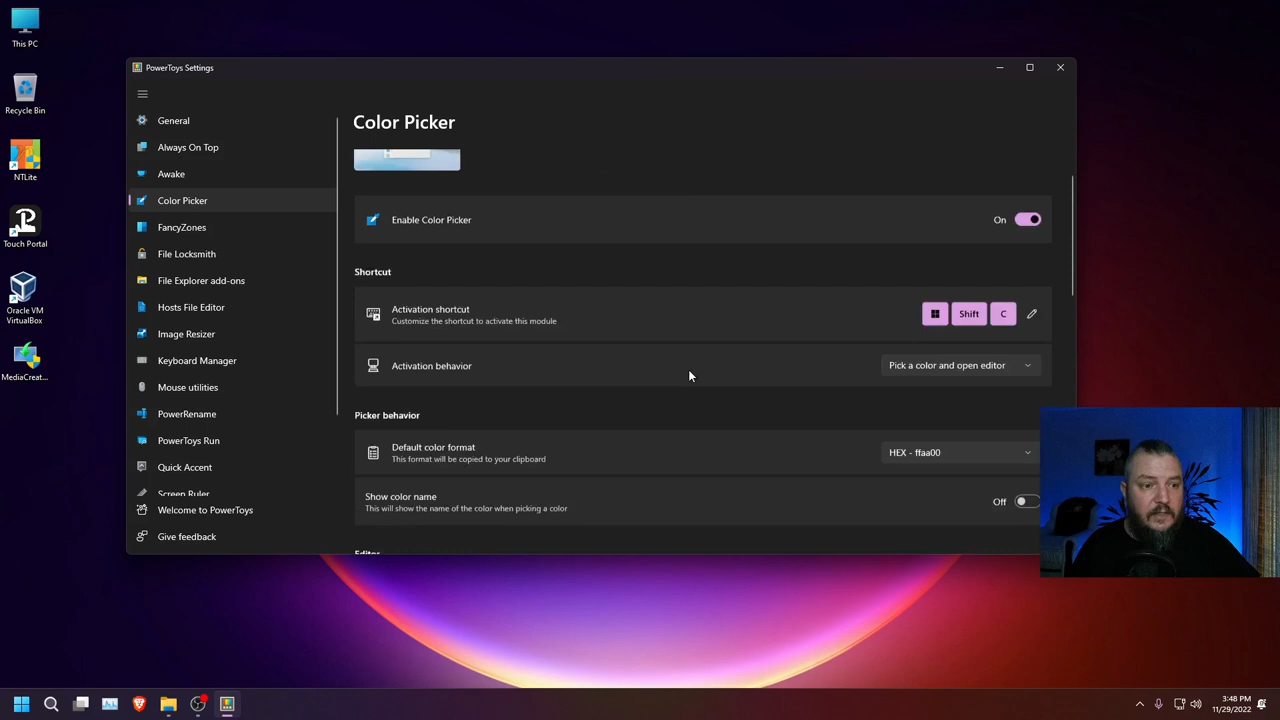 This PC
Recycle Bin
NTLite
Touch Portal
Oracle VM
VirtualBox
MediaCreat...
PowerToys Settings
General
Always On Top
Awake
Color Picker
FancyZones
File Locksmith
File Explorer add-ons
Hosts File Editor
Image Resizer
Keyboard Manager
Mouse utilities
PowerRename
PowerToys Run
Quick Accent
Screen Ruler
Welcome to PowerToys
Give feedback
Color Picker
Enable Color Picker
On
Shortcut
Activation shortcut
Customize the shortcut to activate this module
Shift
C
Activation behavior
Pick a color and open editor
Picker behavior
Default color format
This format will be copied to your clipboard
HEX - ffaa00
Show color name
This will show the name of the color when picking a color
Off
Editor
3:48 PM
11/29/2022